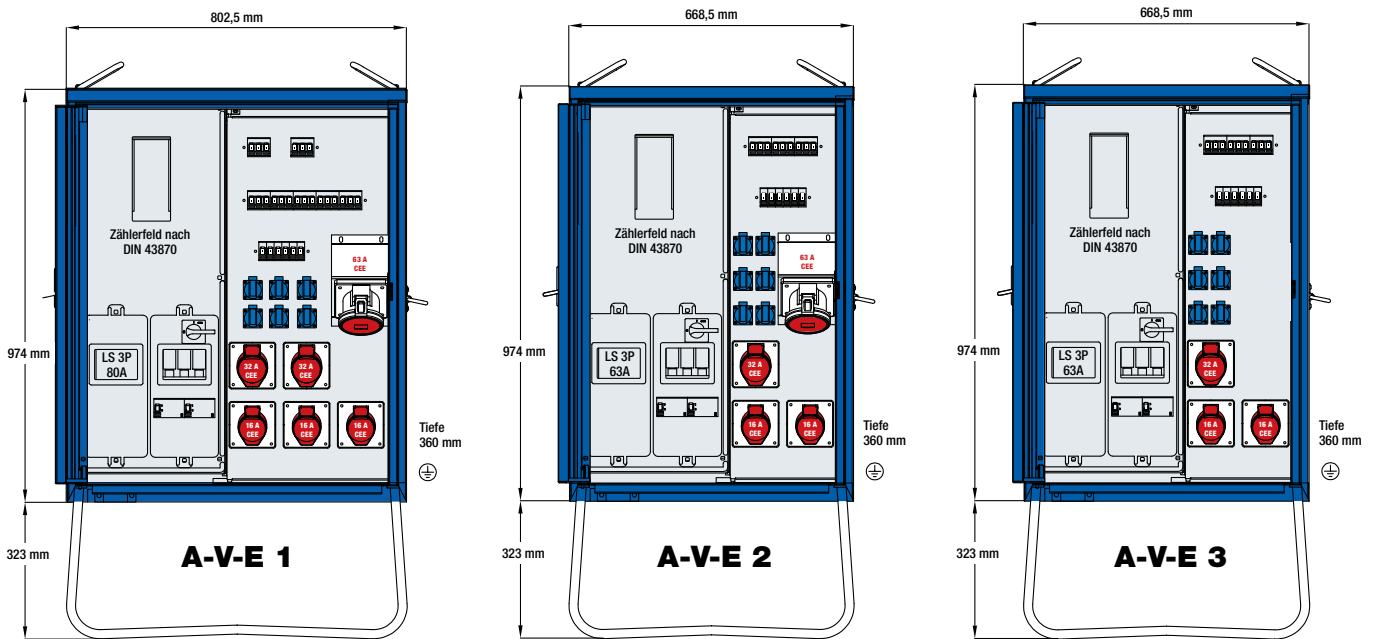 802,5 mm
974 mm
323 mm
Zählerfeld nach
DIN 43870
LS 3P
80A
63 A
CEE
32 A
CEE
32 A
CEE
16 A
CEE
16 A
CEE
16 A
CEE
Tiefe
360 mm
A-V-E 1
668,5 mm
974 mm
323 mm
Zählerfeld nach
DIN 43870
LS 3P
63A
63 A
CEE
32 A
CEE
16 A
CEE
16 A
CEE
Tiefe
360 mm
A-V-E 2
668,5 mm
974 mm
323 mm
Zählerfeld nach
DIN 43870
LS 3P
63A
32 A
CEE
16 A
CEE
16 A
CEE
Tiefe
360 mm
A-V-E 3